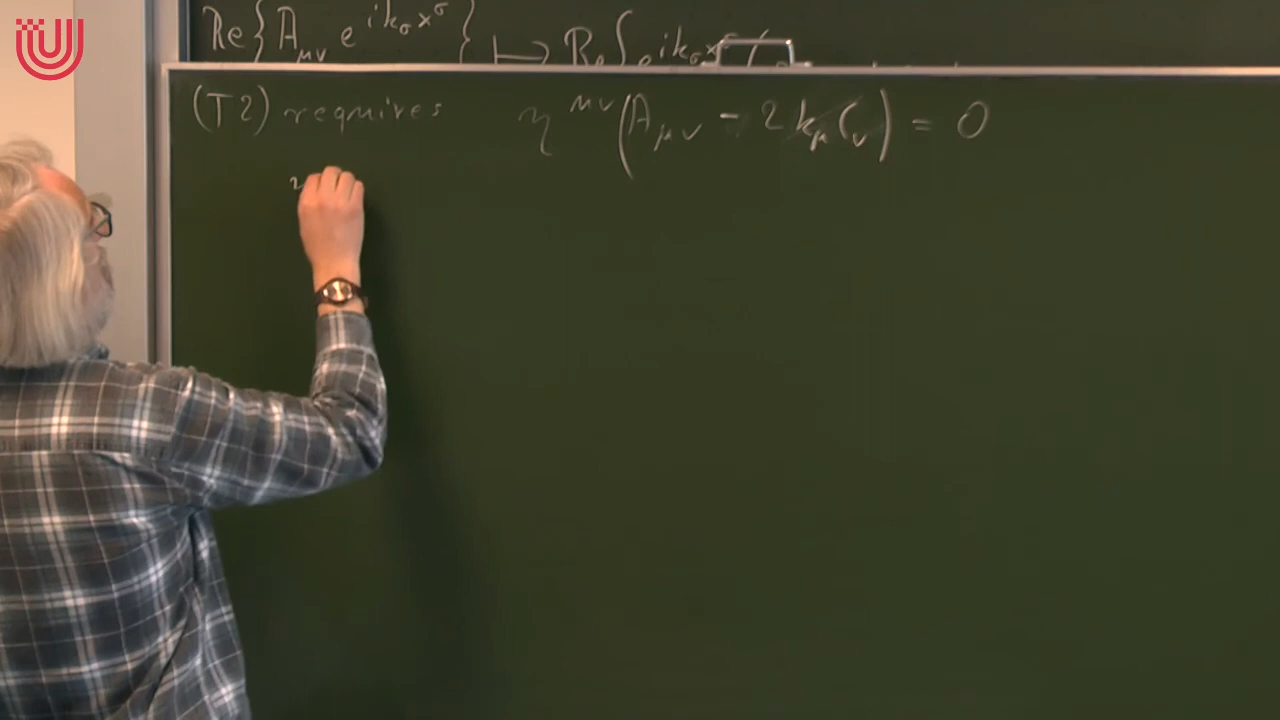 Re{A_{μν} e^{ik_σ x^σ}} ↦ Re{e^{ik_σ x^σ}
(T2) requires η^{μν}(A_{μν} - 2 k_μ C_ν) = 0